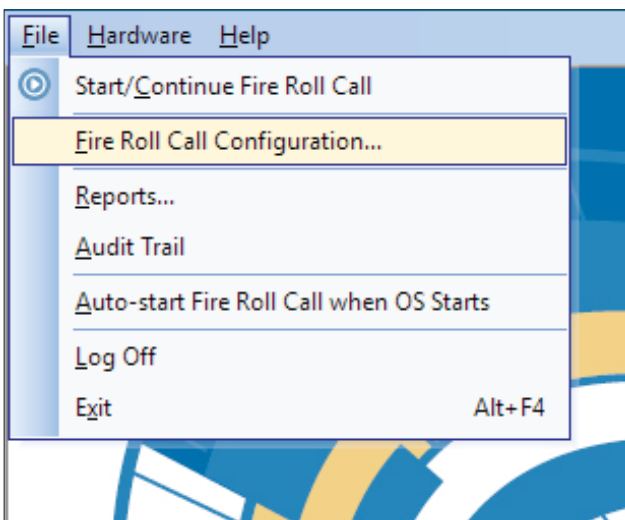 File Hardware Help
Start/Continue Fire Roll Call
Fire Roll Call Configuration...
Reports...
Audit Trail
Auto-start Fire Roll Call when OS Starts
Log Off
Exit Alt+F4